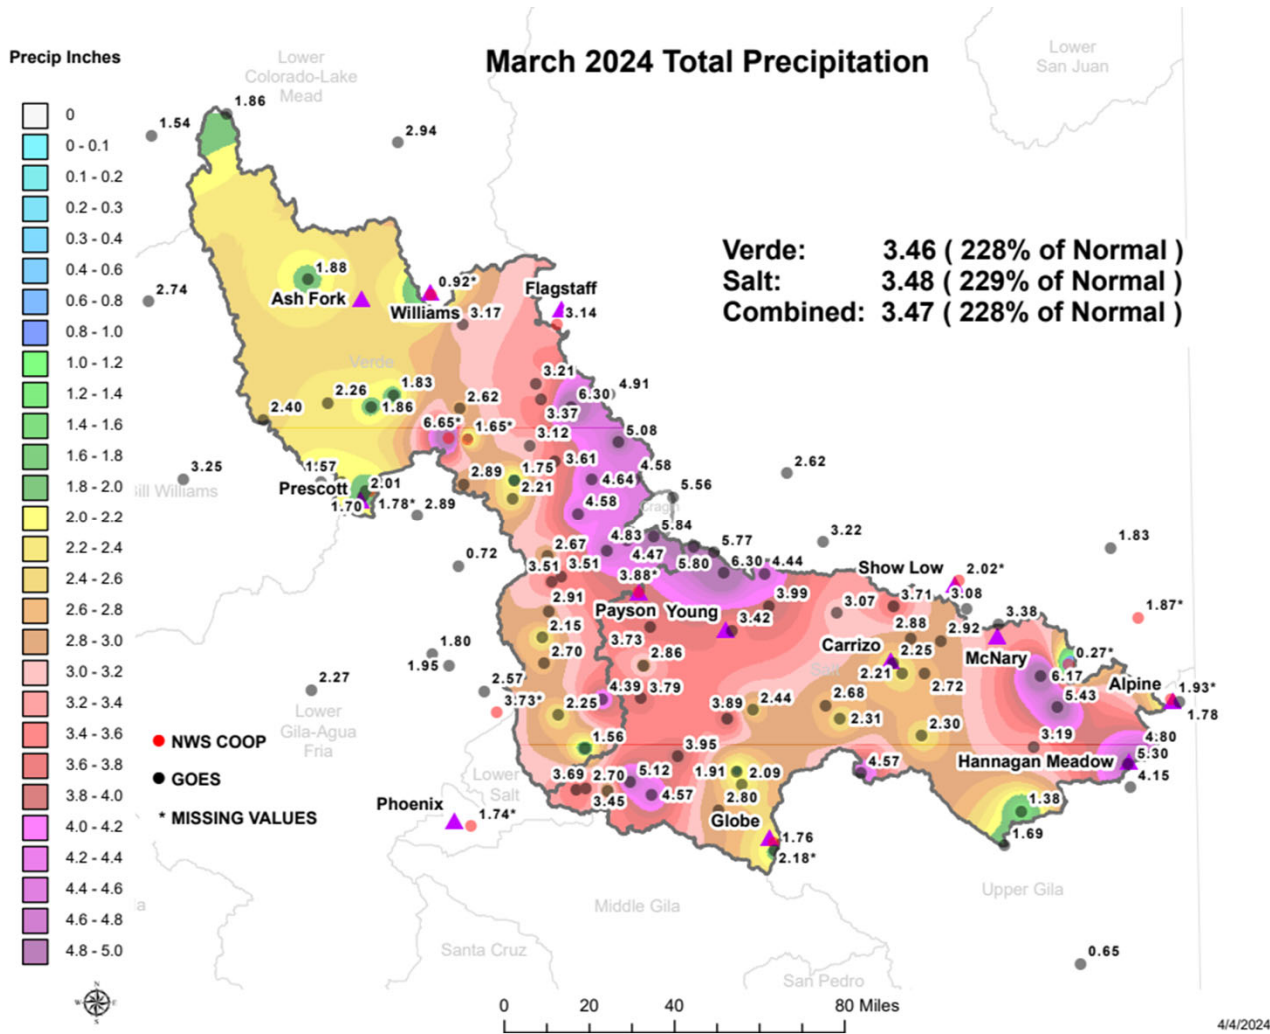 March 2024 Total Precipitation
Precip Inches
0
0 - 0.1
0.1 - 0.2
0.2 - 0.3
0.3 - 0.4
0.4 - 0.6
0.6 - 0.8
0.8 - 1.0
1.0 - 1.2
1.2 - 1.4
1.4 - 1.6
1.6 - 1.8
1.8 - 2.0
2.0 - 2.2
2.2 - 2.4
2.4 - 2.6
2.6 - 2.8
2.8 - 3.0
3.0 - 3.2
3.2 - 3.4
3.4 - 3.6
3.6 - 3.8
3.8 - 4.0
4.0 - 4.2
4.2 - 4.4
4.4 - 4.6
4.6 - 4.8
4.8 - 5.0
Lower
Colorado-Lake
Mead
Lower
San Juan
Verde: 3.46 ( 228% of Normal )
Salt: 3.48 ( 229% of Normal )
Combined: 3.47 ( 228% of Normal )
1.86
1.54
2.94
1.88
2.74
Ash Fork
0.92*
Williams
3.17
Flagstaff
3.14
Verde
3.21
4.91
1.83
2.26
1.86
2.62
6.30
2.40
3.37
6.65*
1.65*
3.12
5.08
3.61
4.58
2.62
3.25
1.57
2.89
1.75
4.64
Bill Williams
Prescott
2.01
2.21
5.56
1.70
1.78*
2.89
4.58
Cragin
5.84
4.83
5.77
3.22
1.83
0.72
2.67
4.47
5.80
6.30*
4.44
3.51
3.51
3.88*
Show Low
2.02*
2.91
Payson
Young
3.99
3.07
3.71
3.08
3.38
1.87*
2.15
3.73
3.42
2.88
2.92
1.80
2.70
2.86
Carrizo
2.25
McNary
0.27*
1.95
Salt
2.21
2.72
6.17
Alpine
2.27
2.57
4.39
3.79
5.43
1.93*
3.73*
2.25
3.89
2.44
2.68
1.78
Lower
Gila-Agua
Fria
2.31
2.30
3.19
4.80
1.56
3.95
Hannagan Meadow
5.30
NWS COOP
GOES
* MISSING VALUES
Lower
Salt
3.69
2.70
5.12
1.91
2.09
4.57
4.15
3.45
4.57
2.80
1.38
Phoenix
1.74*
Globe
1.76
1.69
2.18*
Upper Gila
Middle Gila
Santa Cruz
San Pedro
0.65
N
W
E
S
0
20
40
80 Miles
4/4/2024